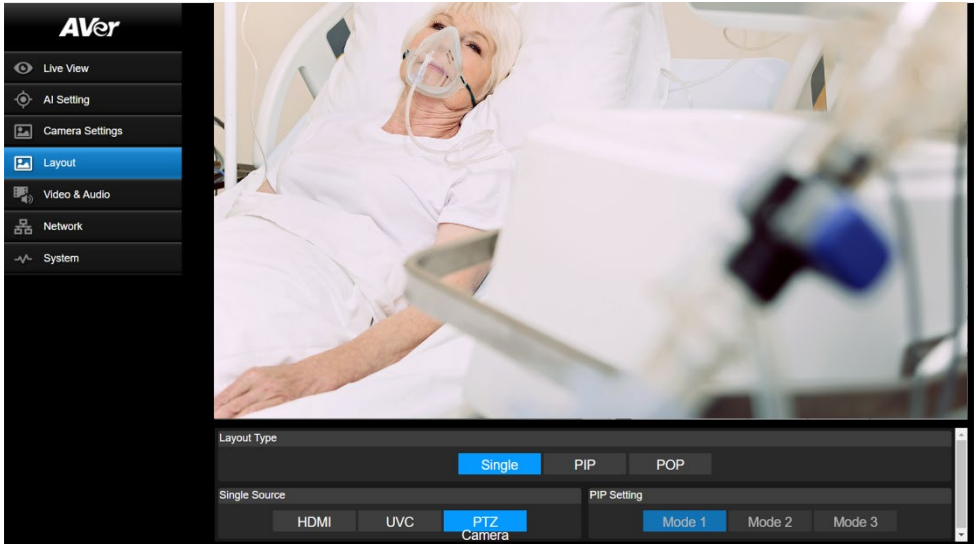 AVer
Live View
AI Setting
Camera Settings
Layout
Video & Audio
Network
System
Layout Type
Single PIP POP
Single Source
HDMI UVC PTZ
Camera
PIP Setting
Mode 1 Mode 2 Mode 3